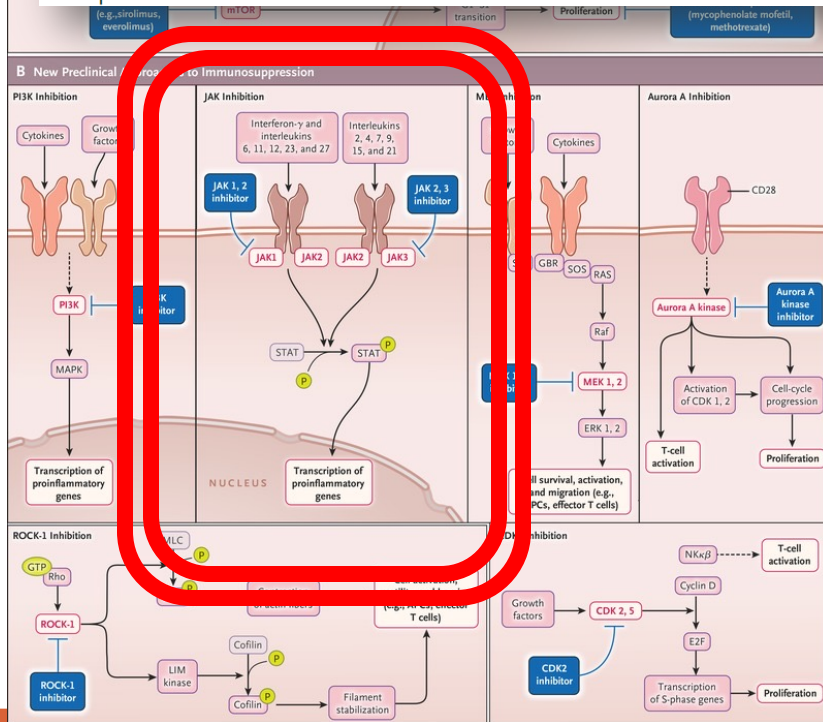 (e.g.,sirolimus,
everolimus)
mTOR
transition
Proliferation
(mycophenolate mofetil,
methotrexate)
B New Preclinical to Immunosuppression
PI3K Inhibition
Cytokines
Growth
factor
PI3K
MAPK
Transcription of
proinflammatory
genes
JAK Inhibition
Interferon-γ and
interleukins
6, 11, 12, 23, and 27
Interleukins
2, 4, 7, 9,
15, and 21
JAK 1, 2
inhibitor
JAK 2, 3
inhibitor
JAK1
JAK2
JAK2
JAK3
STAT
P
STAT
P
NUCLEUS
Transcription of
proinflammatory
genes
Cytokines
GBR
SOS
RAS
Raf
MEK 1, 2
ERK 1, 2
survival, activation,
and migration (e.g.,
effector T cells)
Aurora A Inhibition
CD28
Aurora A kinase
Aurora A
kinase
inhibitor
Activation
of CDK 1, 2
Cell-cycle
progression
T-cell
activation
Proliferation
ROCK-1 Inhibition
GTP
Rho
ROCK-1
ROCK-1
inhibitor
MLC
P
P
LIM
kinase
Cofilin
P
Cofilin
P
Filament
stabilization
T cells)
Inhibition
Growth
factors
CDK 2, 5
CDK2
inhibitor
NKκβ
T-cell
activation
Cyclin D
E2F
Transcription
of S-phase genes
Proliferation